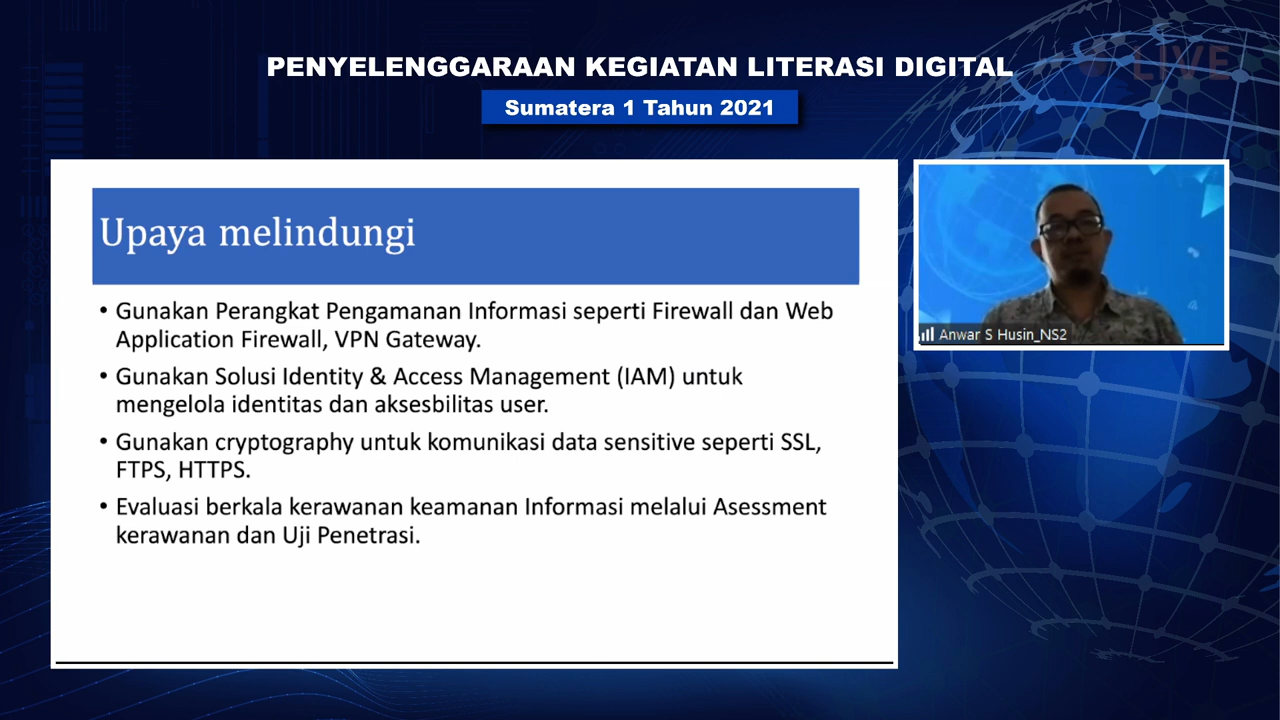 PENYELENGGARAAN KEGIATAN LITERASI DIGITAL
LIVE
Sumatera 1 Tahun 2021
Upaya melindungi
• Gunakan Perangkat Pengamanan Informasi seperti Firewall dan Web
Application Firewall, VPN Gateway.
• Gunakan Solusi Identity & Access Management (IAM) untuk
mengelola identitas dan aksesbilitas user.
• Gunakan cryptography untuk komunikasi data sensitive seperti SSL,
FTPS, HTTPS.
• Evaluasi berkala kerawanan keamanan Informasi melalui Asessment
kerawanan dan Uji Penetrasi.
Anwar S Husin_NS2